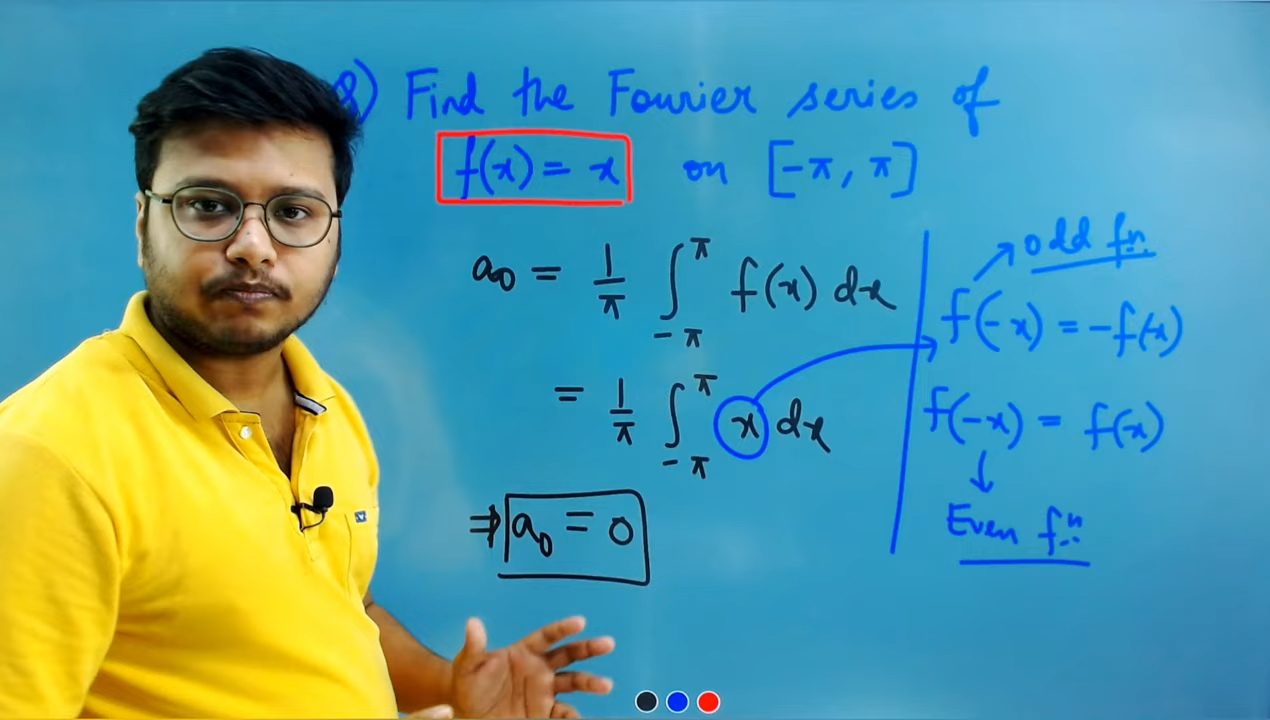 Q) Find the Fourier series of
f(x) = x on [-π, π]
a₀ = 1/π ∫_{-π}^{π} f(x) dx
= 1/π ∫_{-π}^{π} x dx
⇒ a₀ = 0
→ odd fⁿ.
f(-x) = -f(x)
f(-x) = f(x)
↓
Even fⁿ.